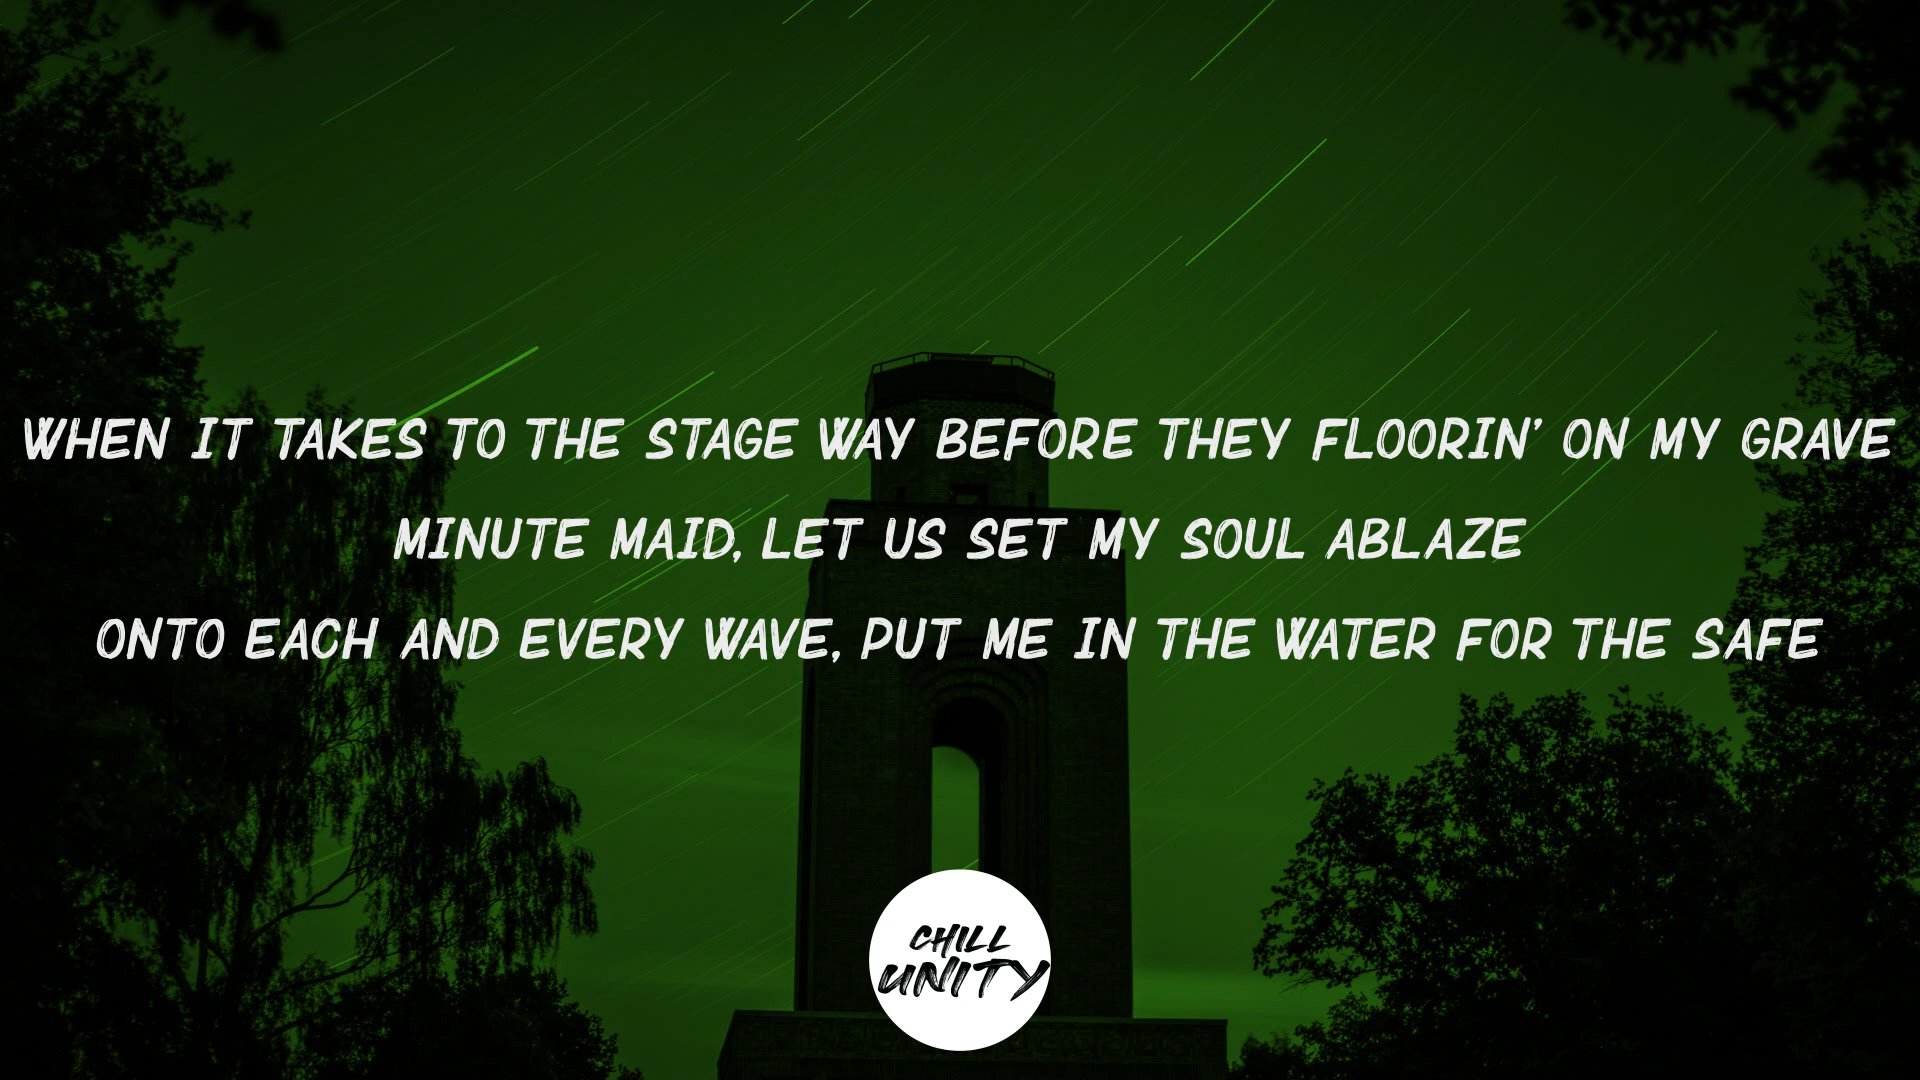 WHEN IT TAKES TO THE STAGE WAY BEFORE THEY FLOORIN' ON MY GRAVE
MINUTE MAID, LET US SET MY SOUL ABLAZE
ONTO EACH AND EVERY WAVE, PUT ME IN THE WATER FOR THE SAFE
CHILL
UNITY